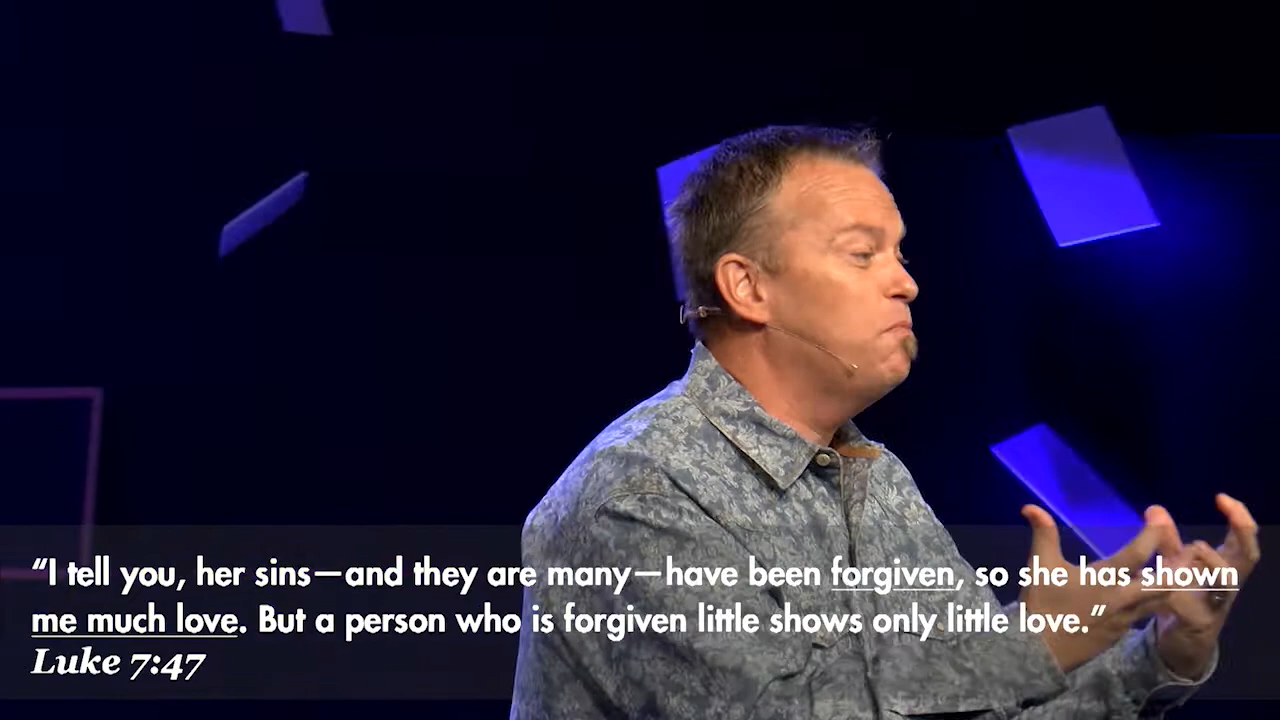 “I tell you, her sins—and they are many—have been forgiven, so she has shown
me much love. But a person who is forgiven little shows only little love.”
Luke 7:47